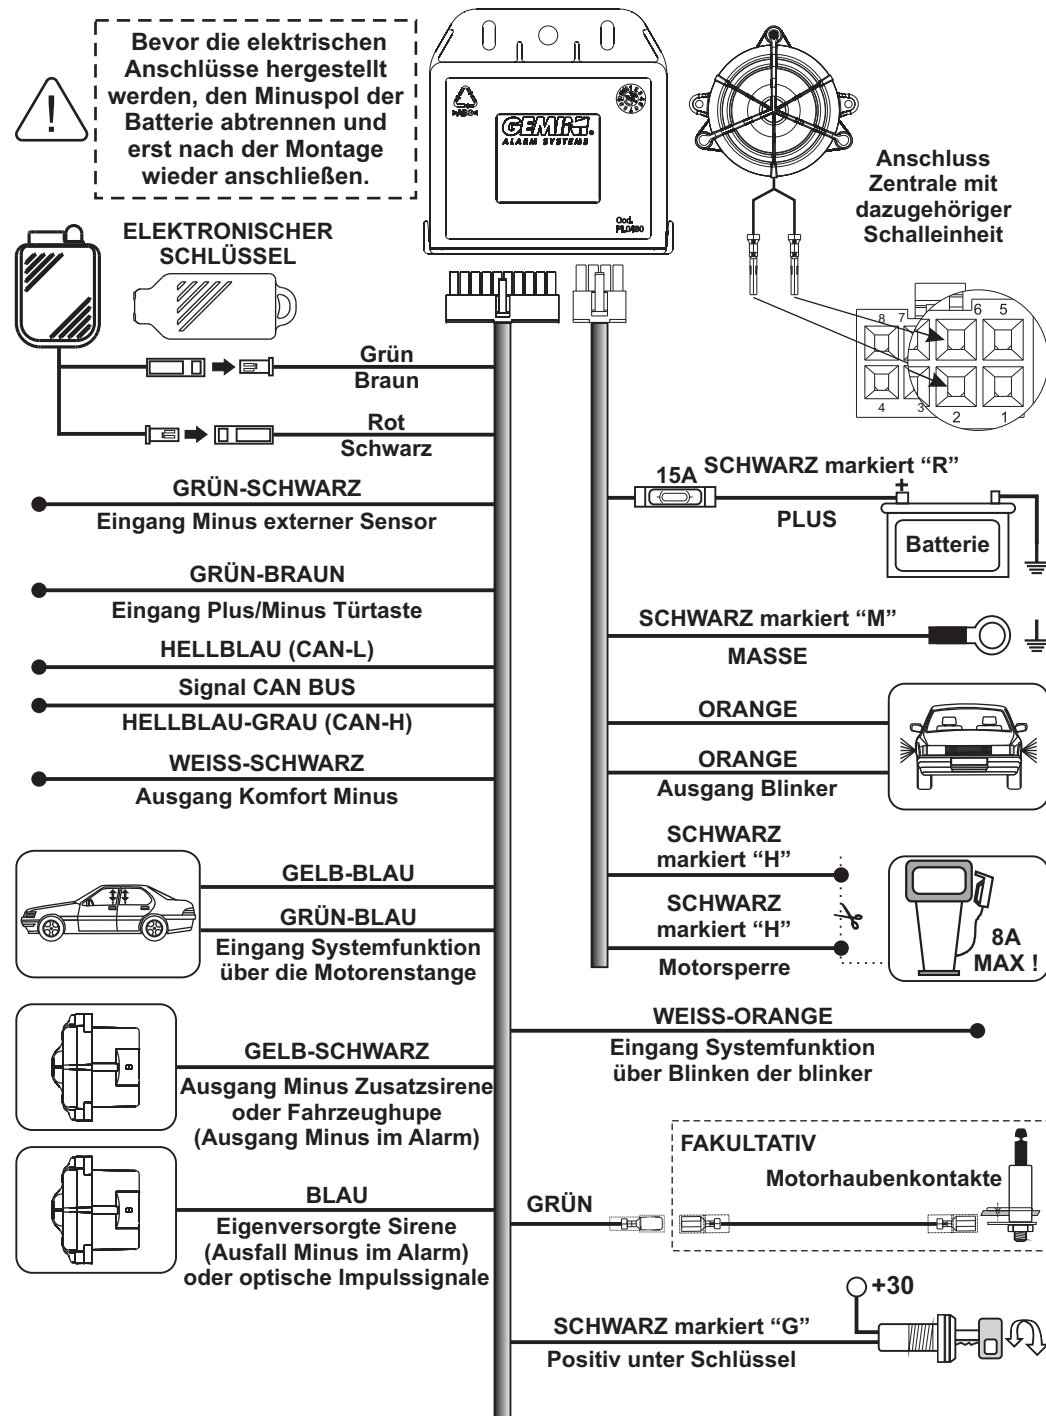 Bevor die elektrischen
Anschlüsse hergestellt
werden, den Minuspol der
Batterie abtrennen und
erst nach der Montage
wieder anschließen.
!
GEMINI
ALARM SYSTEMS
Cod.
Anschluss
Zentrale mit
dazugehöriger
Schalleinheit
8 7 6 5
4 3 2 1
ELEKTRONISCHER
SCHLÜSSEL
Grün
Braun
Rot
Schwarz
GRÜN-SCHWARZ
Eingang Minus externer Sensor
GRÜN-BRAUN
Eingang Plus/Minus Türtaste
HELLBLAU (CAN-L)
Signal CAN BUS
HELLBLAU-GRAU (CAN-H)
WEISS-SCHWARZ
Ausgang Komfort Minus
GELB-BLAU
GRÜN-BLAU
Eingang Systemfunktion
über die Motorenstange
GELB-SCHWARZ
Ausgang Minus Zusatzsirene
oder Fahrzeughupe
(Ausgang Minus im Alarm)
BLAU
Eigenversorgte Sirene
(Ausfall Minus im Alarm)
oder optische Impulssignale
SCHWARZ markiert “R”
15A
+
PLUS
Batterie
SCHWARZ markiert “M”
MASSE
ORANGE
ORANGE
Ausgang Blinker
SCHWARZ
markiert “H”
SCHWARZ
markiert “H”
Motorsperre
8A
MAX !
WEISS-ORANGE
Eingang Systemfunktion
über Blinken der blinker
FAKULTATIV
Motorhaubenkontakte
GRÜN
+30
SCHWARZ markiert “G”
Positiv unter Schlüssel